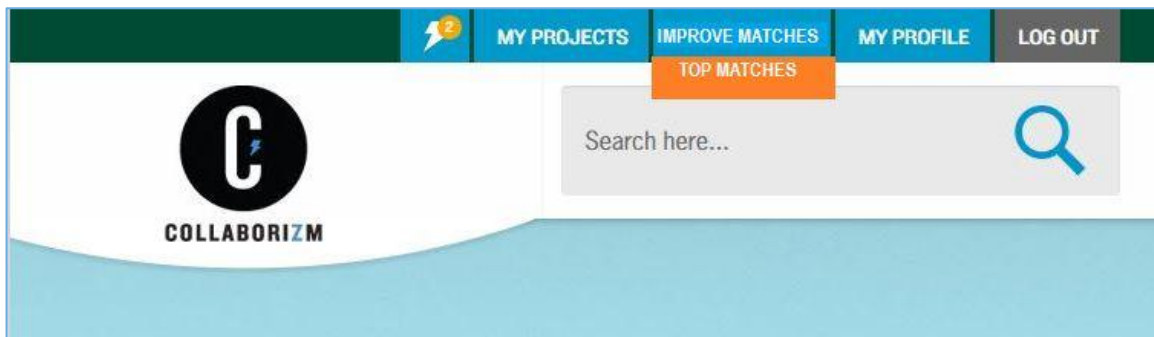 2
MY PROJECTS
IMPROVE MATCHES
MY PROFILE
LOG OUT
TOP MATCHES
Search here...
C
COLLABORIZM